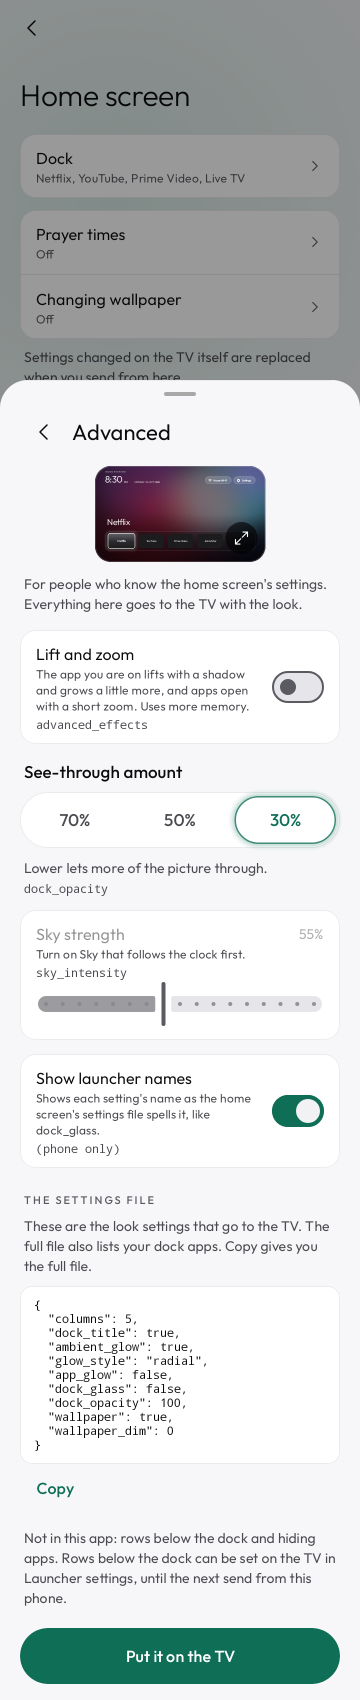 Home screen
Dock
Netflix, YouTube, Prime Video, Live TV
Prayer times
Off
Changing wallpaper
Off
Settings changed on the TV itself are replaced
when you send from here
Advanced
8:30
Netflix
For people who know the home screen's settings.
Everything here goes to the TV with the look.
Lift and zoom
The app you are on lifts with a shadow
and grows a little more, and apps open
with a short zoom. Uses more memory.
advanced_effects
See-through amount
70%
50%
30%
Lower lets more of the picture through.
dock_opacity
Sky strength
55%
Turn on Sky that follows the clock first.
sky_intensity
Show launcher names
Shows each setting's name as the home
screen's settings file spells it, like
dock_glass.
(phone only)
THE SETTINGS FILE
These are the look settings that go to the TV. The
full file also lists your dock apps. Copy gives you
the full file.
{
"columns": 5,
"dock_title": true,
"ambient_glow": true,
"glow_style": "radial",
"app_glow": false,
"dock_glass": false,
"dock_opacity": 100,
"wallpaper": true,
"wallpaper_dim": 0
}
Copy
Not in this app: rows below the dock and hiding
apps. Rows below the dock can be set on the TV in
Launcher settings, until the next send from this
phone.
Put it on the TV